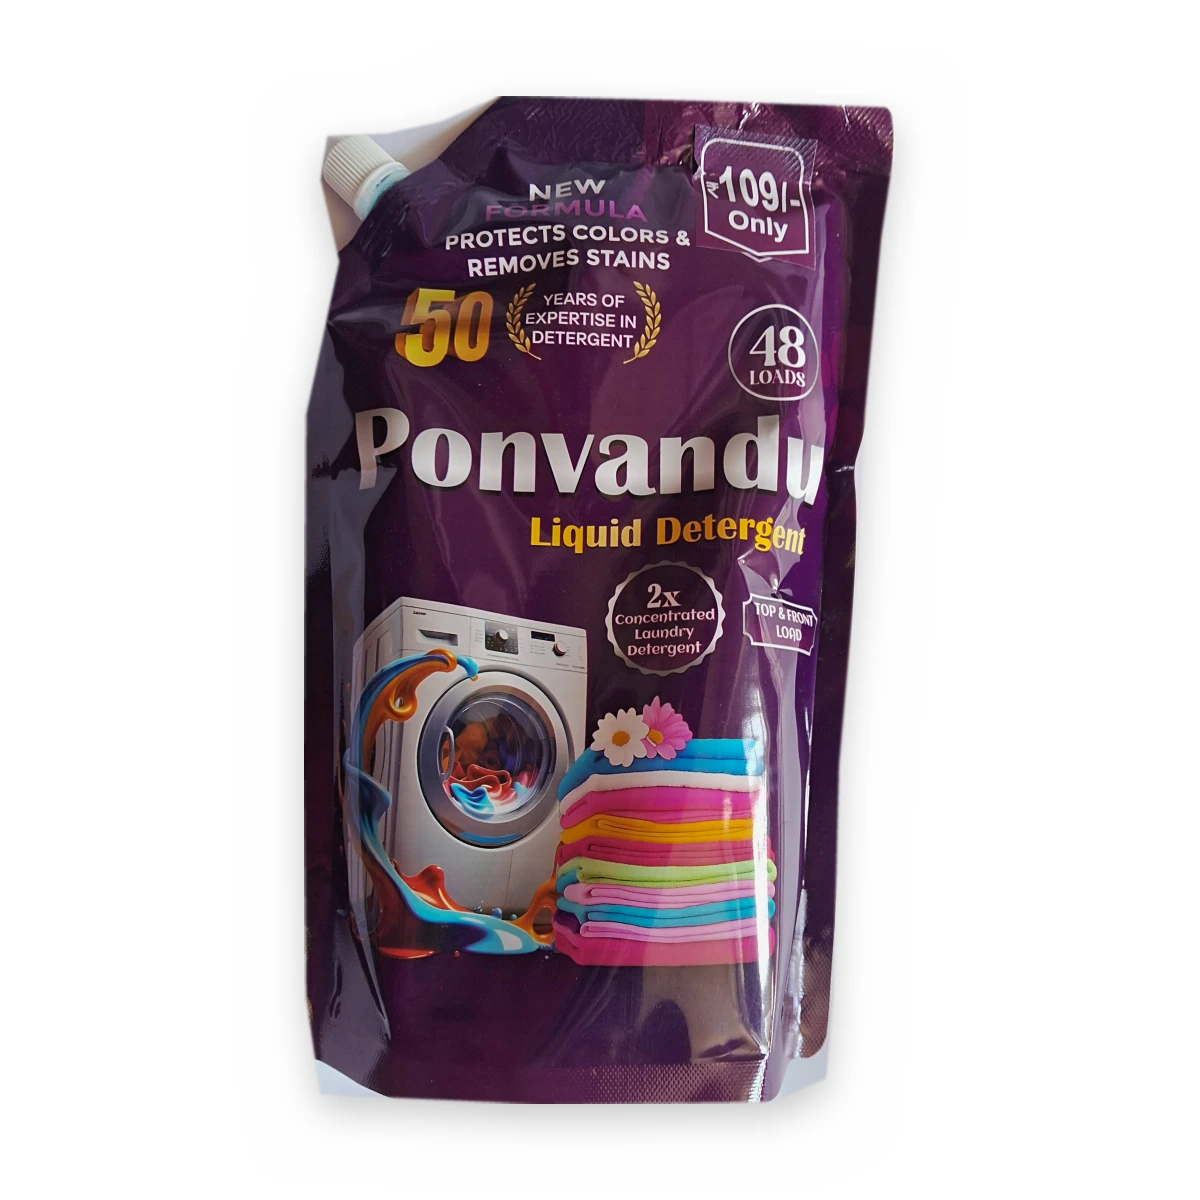 NEW
FORMULA
PROTECTS COLORS &
REMOVES STAINS
₹109/-
Only
50
YEARS OF
EXPERTISE IN
DETERGENT
48
LOADS
Ponvandu
Liquid Detergent
2x
Concentrated
Laundry
Detergent
TOP & FRONT
LOAD